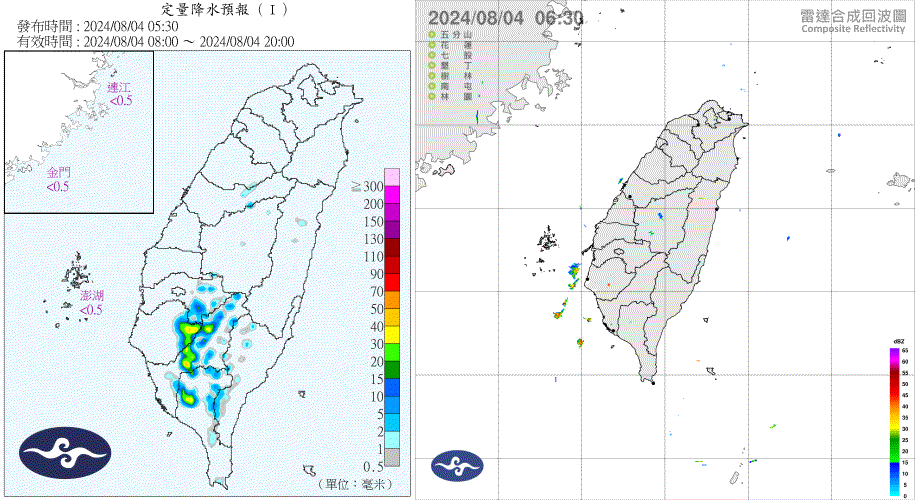 定量降水預報 ( I )
發布時間 : 2024/08/04 05:30
有效時間 : 2024/08/04 08:00 ～ 2024/08/04 20:00
連江
<0.5
金門
<0.5
澎湖
<0.5
≧
300
200
150
130
110
90
70
50
40
30
20
15
10
5
2
1
0.5
(單位：毫米)
2024/08/04 06:30
雷達合成回波圖
Composite Reflectivity
五分山
花蓮
七股
墾丁
樹林
南屯
林園
dBZ
65
60
55
50
45
40
35
30
25
20
15
10
5
0